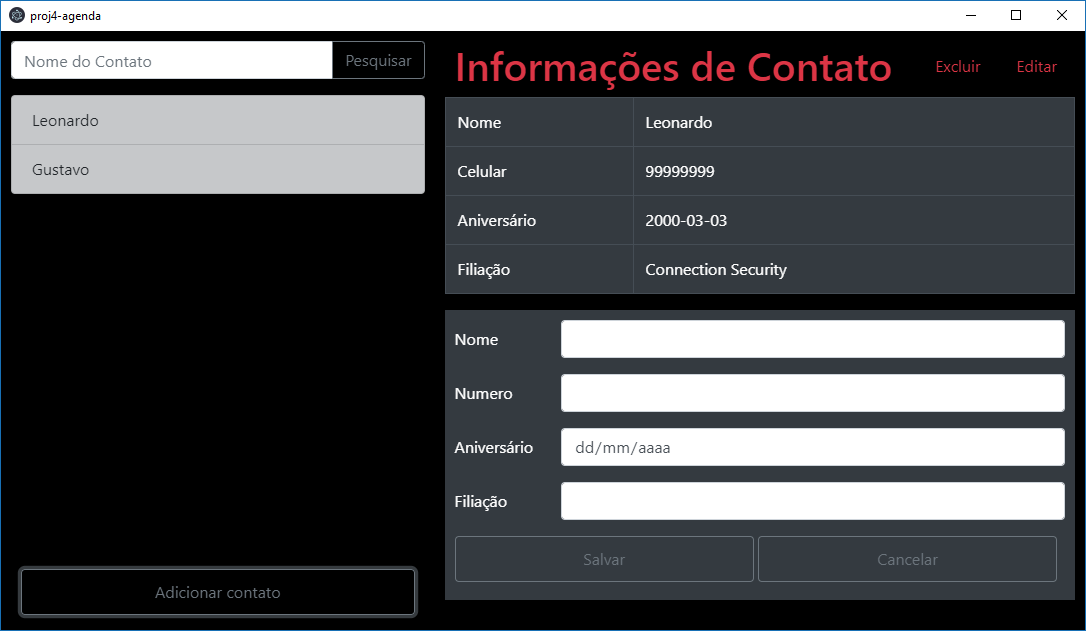 proj4-agenda
Nome do Contato Pesquisar
Leonardo
Gustavo
Adicionar contato
Informações de Contato Excluir Editar
Nome Leonardo
Celular 99999999
Aniversário 2000-03-03
Filiação Connection Security
Nome
Numero
Aniversário dd/mm/aaaa
Filiação
Salvar Cancelar